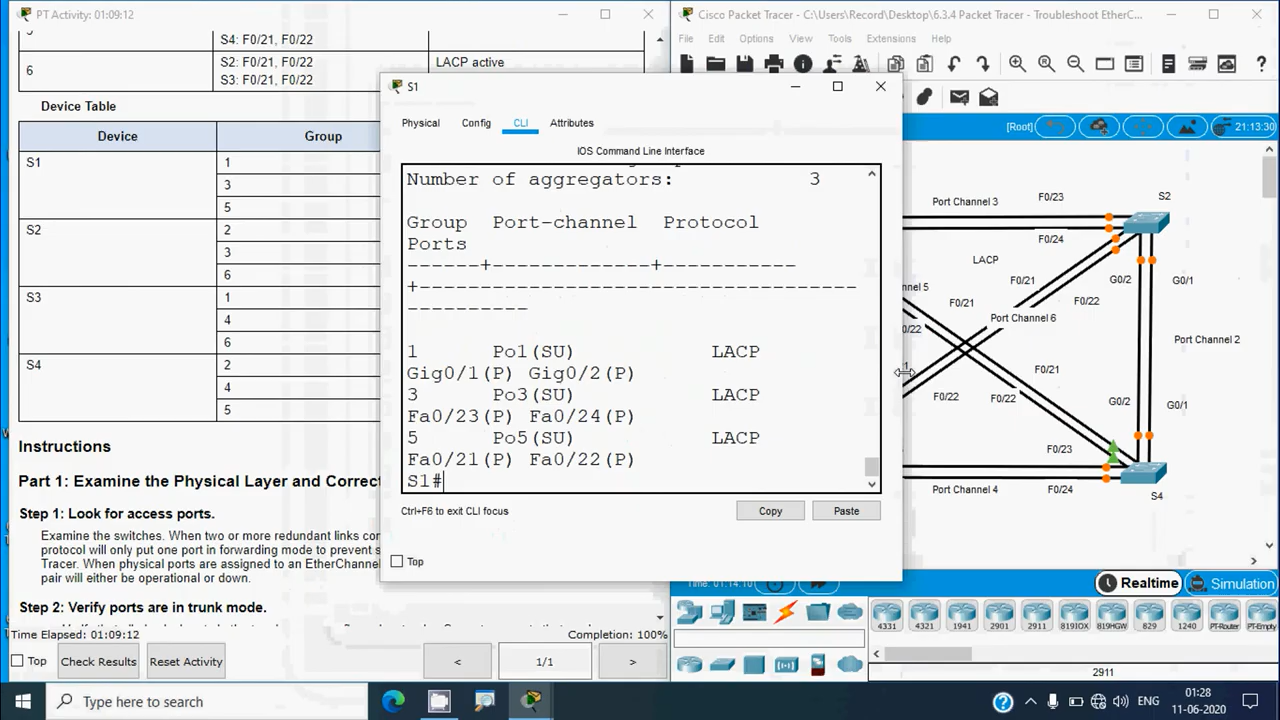 PT Activity: 01:09:12
S4: F0/21, F0/22
6
S2: F0/21, F0/22
S3: F0/21, F0/22
LACP active
Device Table
Device
Group
S1
1
3
5
S2
2
3
6
S3
1
4
6
S4
2
4
5
Instructions
Part 1: Examine the Physical Layer and Correct
Step 1: Look for access ports.
Examine the switches. When two or more redundant links con
protocol will only put one port in forwarding mode to prevent s
Tracer. When physical ports are assigned to an EtherChannel
pair will either be operational or down.
Step 2: Verify ports are in trunk mode.
Time Elapsed: 01:09:12
Completion: 100%
Top
Check Results
Reset Activity
<
1/1
>
S1
Physical
Config
CLI
Attributes
IOS Command Line Interface
Number of aggregators: 3
Group Port-channel Protocol
Ports
------+-------------+-----------
+-----------------------------------
----------
1 Po1(SU) LACP
Gig0/1(P) Gig0/2(P)
3 Po3(SU) LACP
Fa0/23(P) Fa0/24(P)
5 Po5(SU) LACP
Fa0/21(P) Fa0/22(P)
S1#
Ctrl+F6 to exit CLI focus
Copy
Paste
Top
Cisco Packet Tracer - C:\Users\Record\Desktop\6.3.4 Packet Tracer - Troubleshoot EtherC...
File Edit Options View Tools Extensions Help
[Root]
21:13:30
Port Channel 3
F0/23
S2
F0/24
LACP
F0/21
G0/2
G0/1
nnel 5
F0/21
F0/22
0/22
Port Channel 6
Port Channel 2
F0/21
F0/22
F0/22
G0/2
G0/1
F0/23
Port Channel 4
F0/24
S4
Time: 01:14:10
Realtime
Simulation
4331
4321
1941
2901
2911
819IOX
819HGW
829
1240
PT-Router
PT-Empty
2911
Type here to search
ENG
01:28
11-06-2020